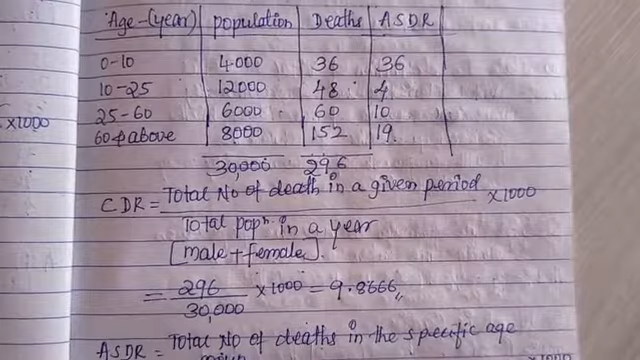 Age-(year) population Deaths ASDR
0-10 4000 36 36
10-25 12000 48 4
25-60 6000 60 10
60 & above 8000 152 19
30,000 296
×1000
CDR = Total No of death in a given period ×1000
Total popⁿ in a year
[male + female].
= 296 ×1000 = 9.8666
30,000
ASDR = Total No of deaths in the specific age
×1000